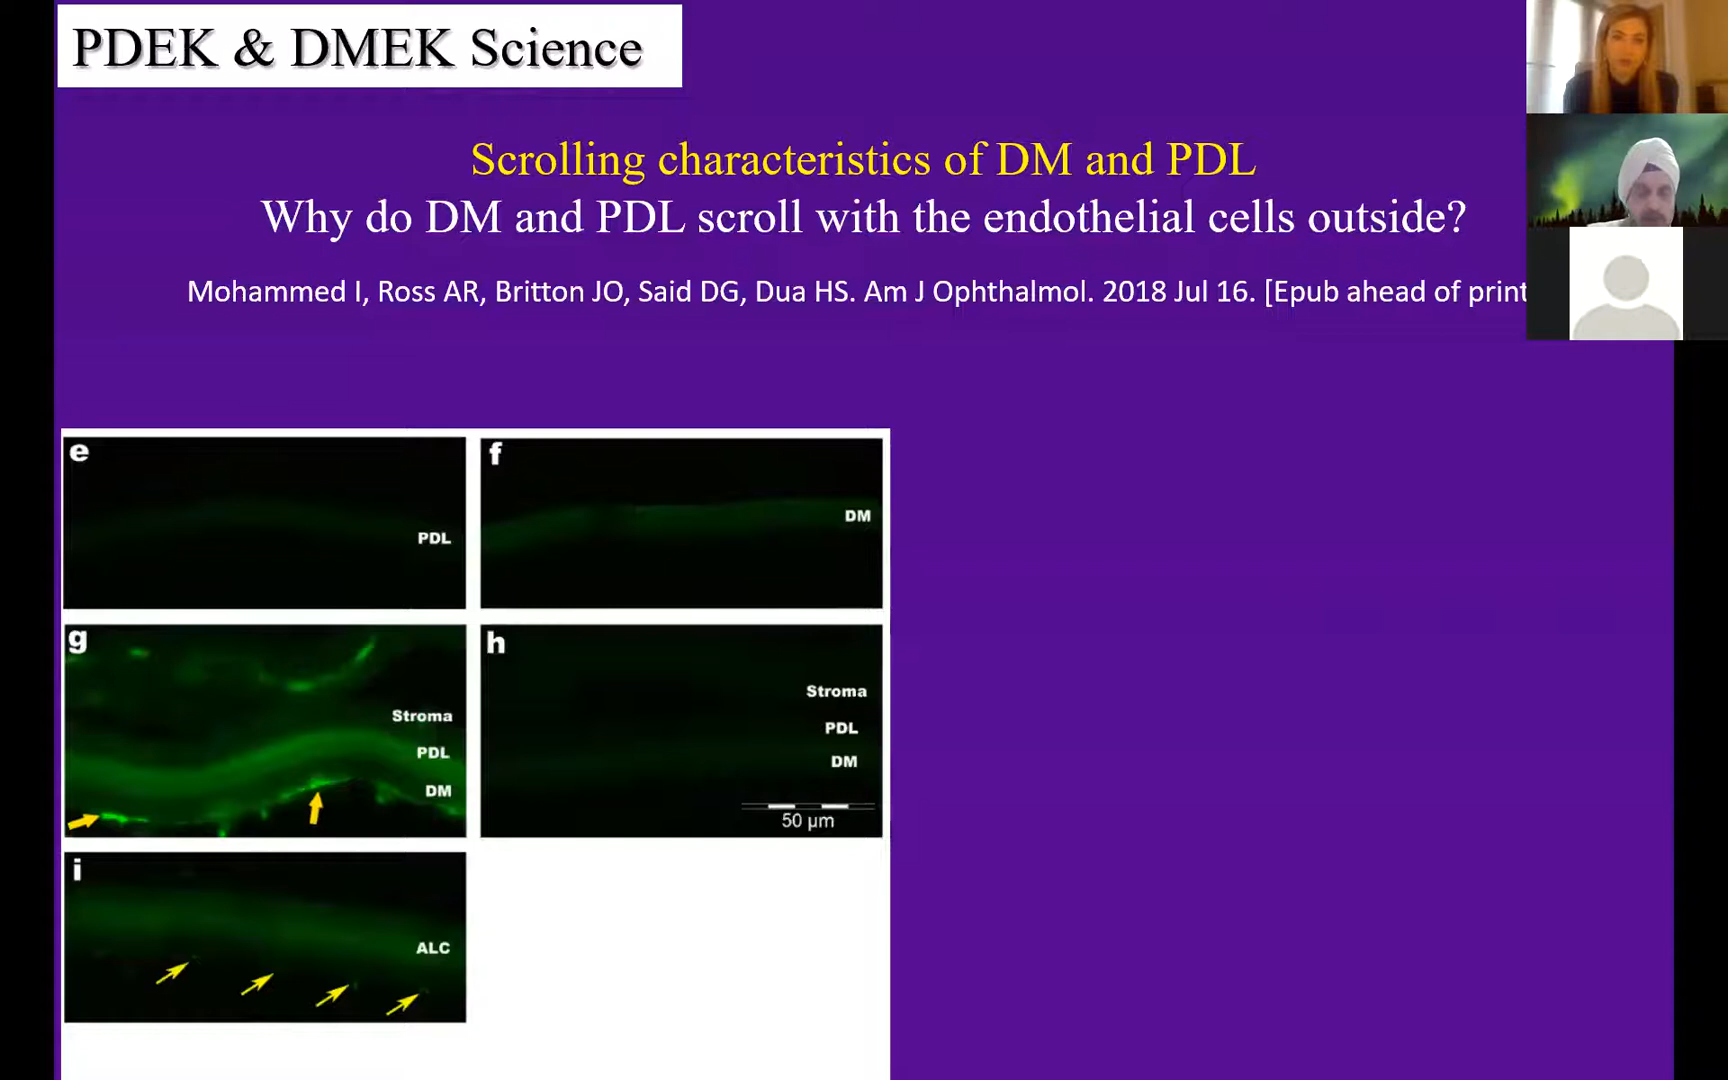 PDEK & DMEK Science
Scrolling characteristics of DM and PDL
Why do DM and PDL scroll with the endothelial cells outside?
Mohammed I, Ross AR, Britton JO, Said DG, Dua HS. Am J Ophthalmol. 2018 Jul 16. [Epub ahead of print
e
PDL
f
DM
g
Stroma
PDL
DM
h
Stroma
PDL
DM
50 µm
i
ALC